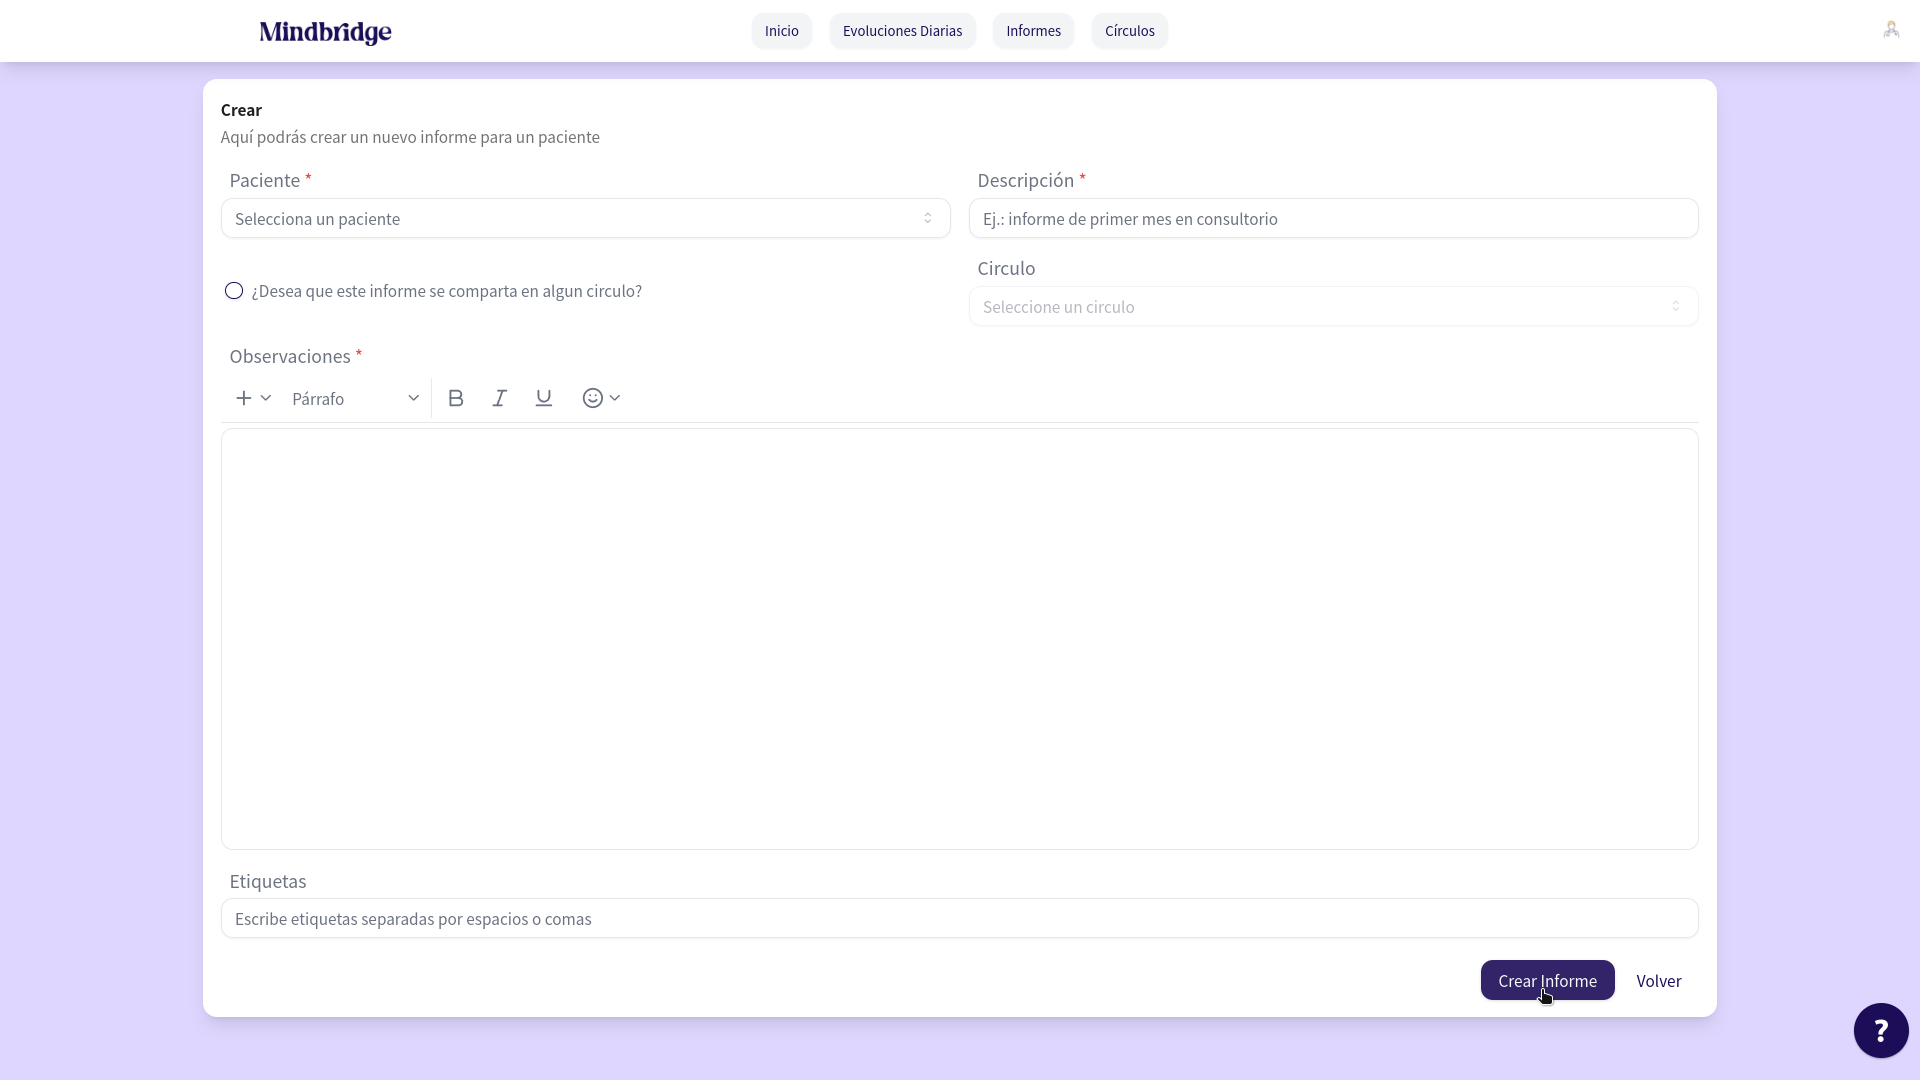 Mindbridge
Inicio
Evoluciones Diarias
Informes
Círculos
Crear
Aquí podrás crear un nuevo informe para un paciente
Paciente *
Descripción *
Selecciona un paciente
Ej.: informe de primer mes en consultorio
Circulo
¿Desea que este informe se comparta en algun circulo?
Seleccione un circulo
Observaciones *
Párrafo
B I U
Etiquetas
Escribe etiquetas separadas por espacios o comas
Crear Informe
Volver
?